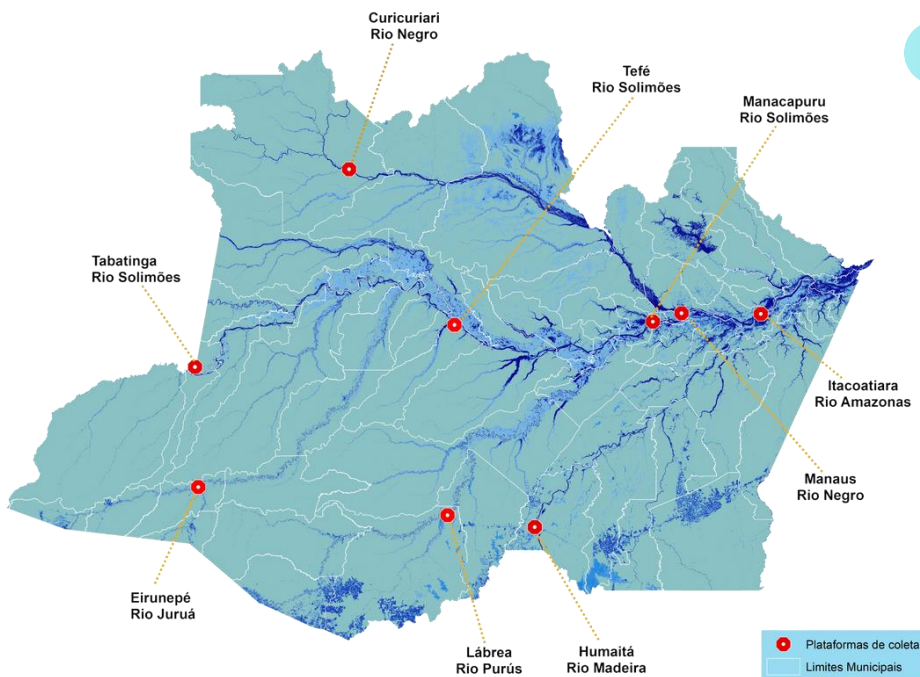 Curicuriari
Rio Negro
Tefé
Rio Solimões
Manacapuru
Rio Solimões
Tabatinga
Rio Solimões
Itacoatiara
Rio Amazonas
Manaus
Rio Negro
Eirunepé
Rio Juruá
Lábrea
Rio Purús
Humaitá
Rio Madeira
Plataformas de coleta
Limites Municipais